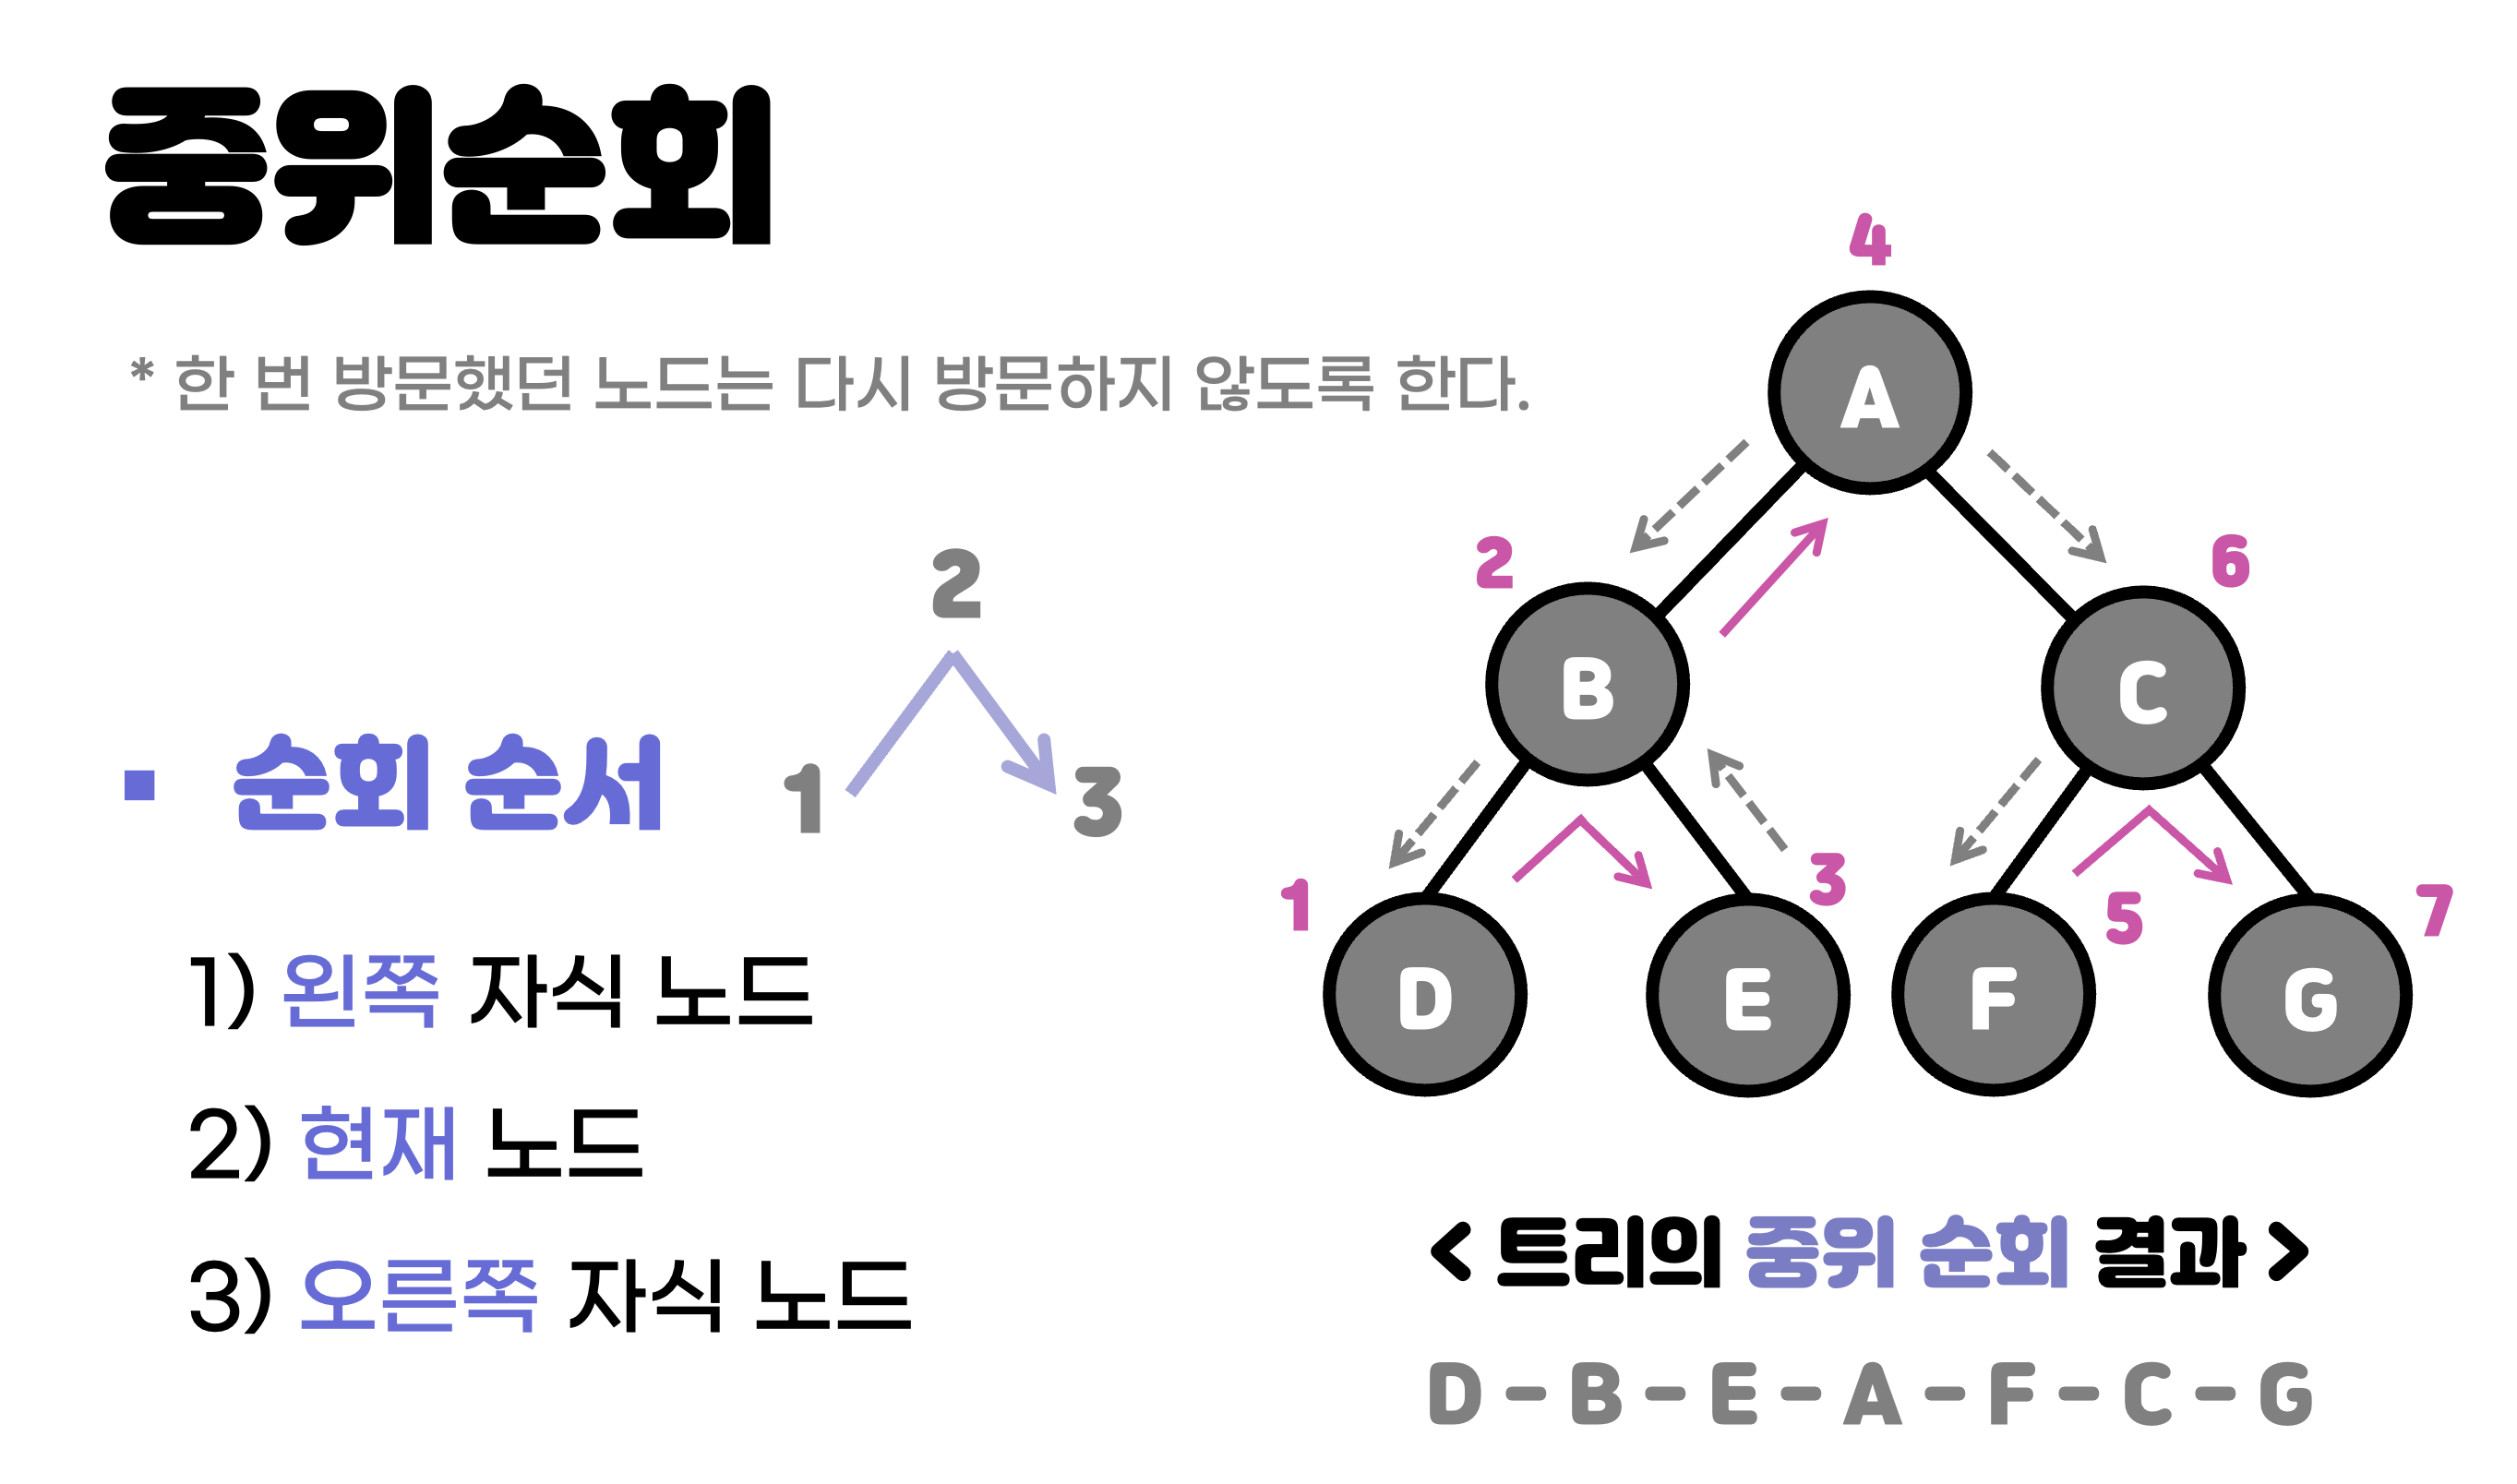 중위순회
* 한 번 방문했던 노드는 다시 방문하지 않도록 한다.
▪ 순회 순서
2
1 3
1) 왼쪽 자식 노드
2) 현재 노드
3) 오른쪽 자식 노드
4
A
2 6
B C
1 3 5 7
D E F G
< 트리의 중위 순회 결과 >
D - B - E - A - F - C - G